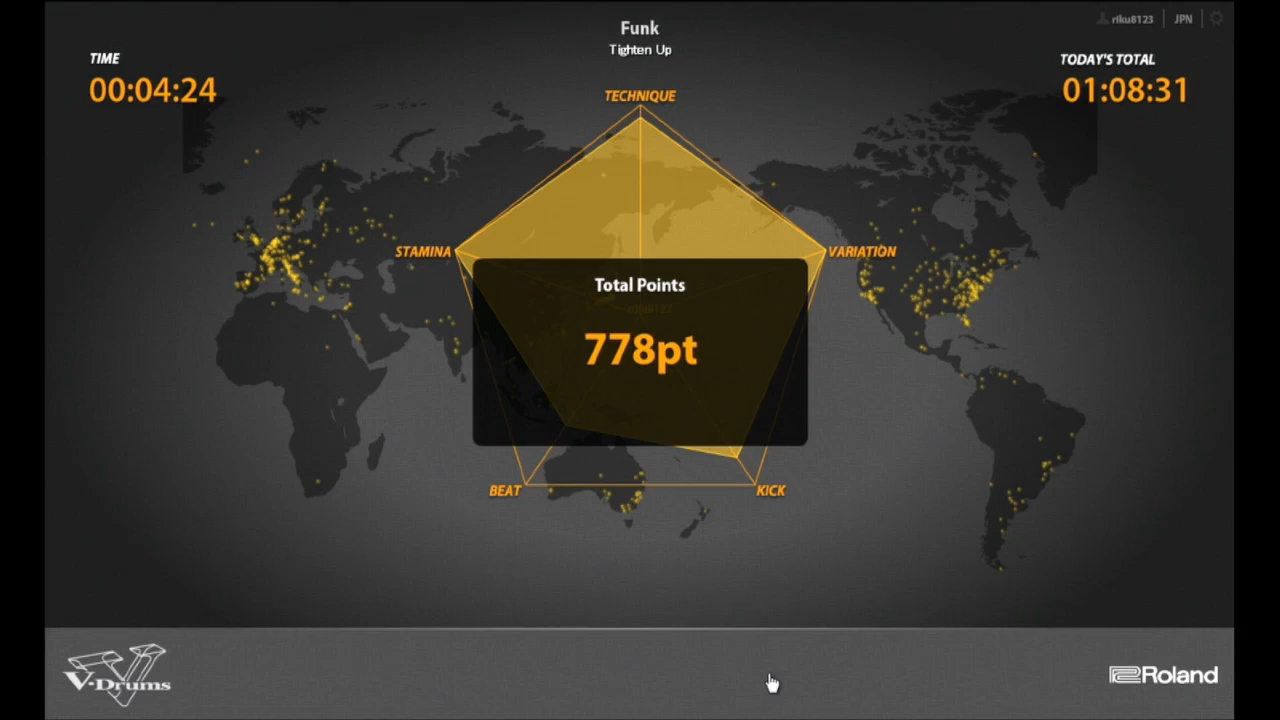 Funk
Tighten Up
riku8123
JPN
TIME
00:04:24
TODAY'S TOTAL
01:08:31
TECHNIQUE
STAMINA
VARIATION
Total Points
778pt
BEAT
KICK
V-Drums
Roland